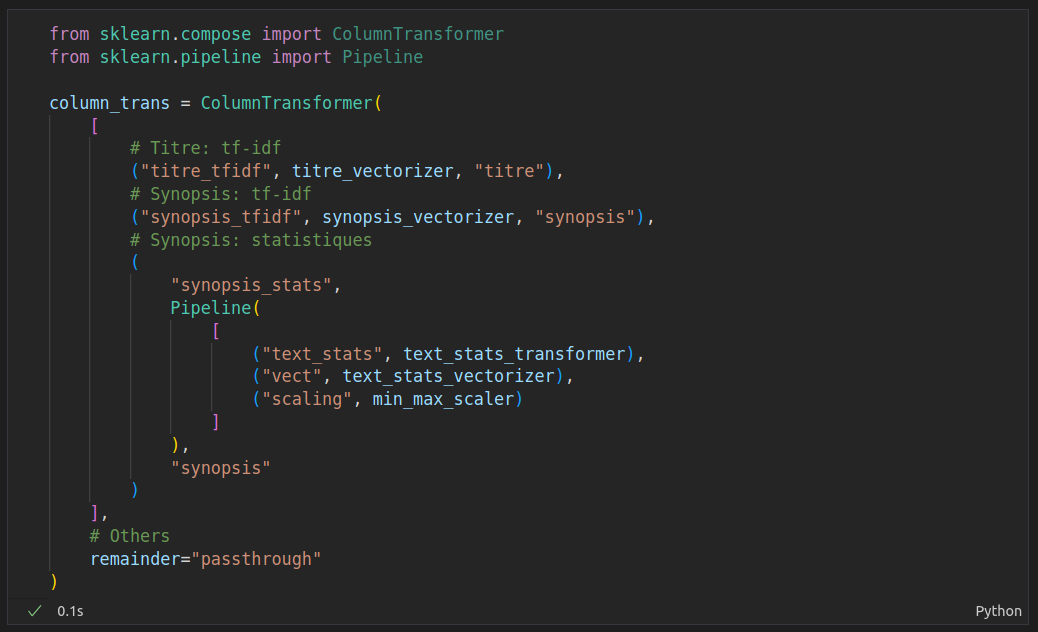 from sklearn.compose import ColumnTransformer
from sklearn.pipeline import Pipeline

column_trans = ColumnTransformer(
    [
        # Titre: tf-idf
        ("titre_tfidf", titre_vectorizer, "titre"),
        # Synopsis: tf-idf
        ("synopsis_tfidf", synopsis_vectorizer, "synopsis"),
        # Synopsis: statistiques
        (
            "synopsis_stats",
            Pipeline(
                [
                    ("text_stats", text_stats_transformer),
                    ("vect", text_stats_vectorizer),
                    ("scaling", min_max_scaler)
                ]
            ),
            "synopsis"
        )
    ],
    # Others
    remainder="passthrough"
)
✓ 0.1s Python